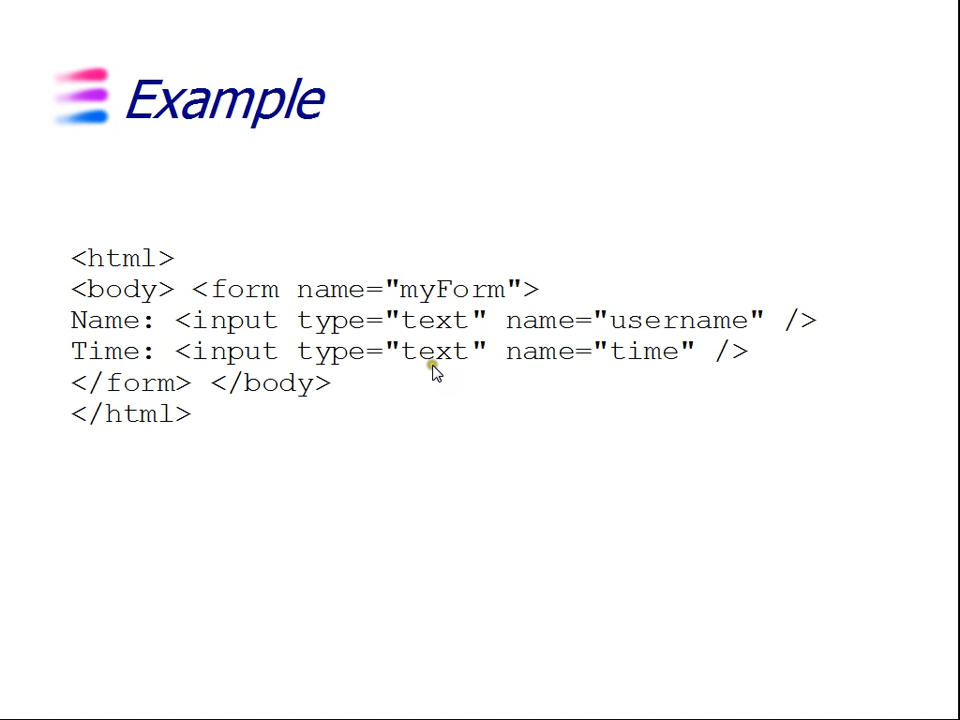 Example
<html>
<body> <form name="myForm">
Name: <input type="text" name="username" />
Time: <input type="text" name="time" />
</form> </body>
</html>